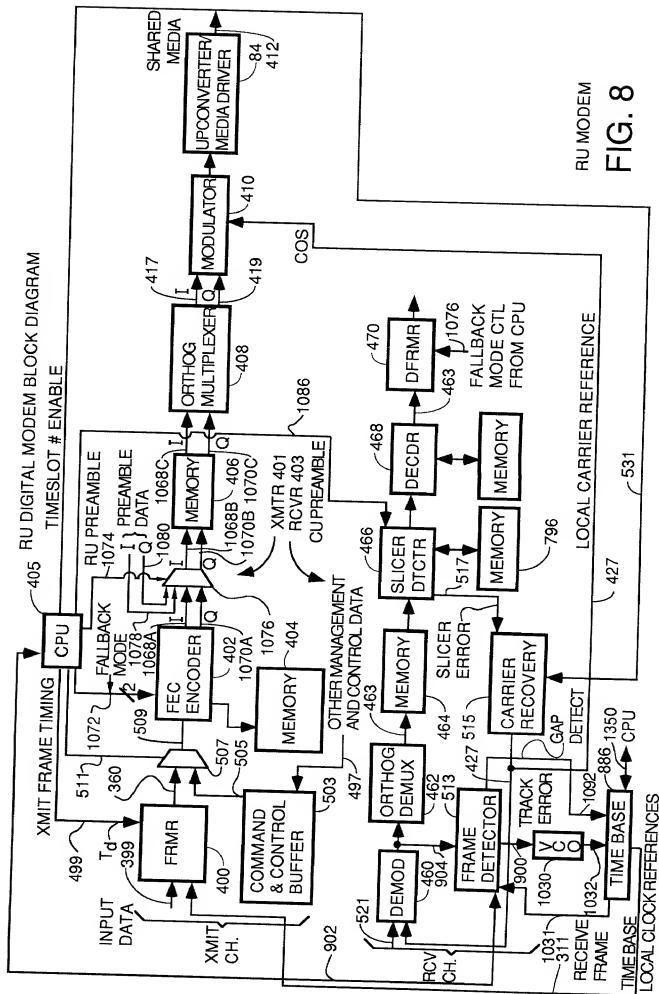 RU DIGITAL MODEM BLOCK DIAGRAM
TIMESLOT # ENABLE
405
CPU
XMIT FRAME TIMING
499
Td
399
INPUT DATA
XMIT CH.
FRMR
400
360
511
1072
FALLBACK MODE
2
509
507
505
COMMAND & CONTROL BUFFER
503
497
OTHER MANAGEMENT AND CONTROL DATA
FEC ENCODER
402
MEMORY
404
1068A
I
Q
1070A
1078
RU PREAMBLE
1074
I
Q
PREAMBLE DATA
1080
1076
I
Q
1068B
1070B
MEMORY
406
1068C
I
Q
1070C
1086
XMTR 401
RCVR 403
CU PREAMBLE
ORTHOG MULTIPLEXER
408
417
I
Q
419
MODULATOR
410
COS
UPCONVERTER/ MEDIA DRIVER
84
412
SHARED MEDIA
902
521
RCV CH.
DEMOD
460
904
ORTHOG DEMUX
462
463
MEMORY
464
SLICER DTCTR
466
MEMORY
796
517
SLICER ERROR
DECDR
468
MEMORY
463
DFRMR
470
1076
FALLBACK MODE CTL FROM CPU
FRAME DETECTOR
513
427
515
CARRIER RECOVERY
427
LOCAL CARRIER REFERENCE
531
GAP DETECT
1092
TRACK ERROR
900
VCO
1030
1032
TIME BASE
886
1350
CPU
1031
311
RECEIVE FRAME
TIME BASE
LOCAL CLOCK REFERENCES
RU MODEM
FIG. 8